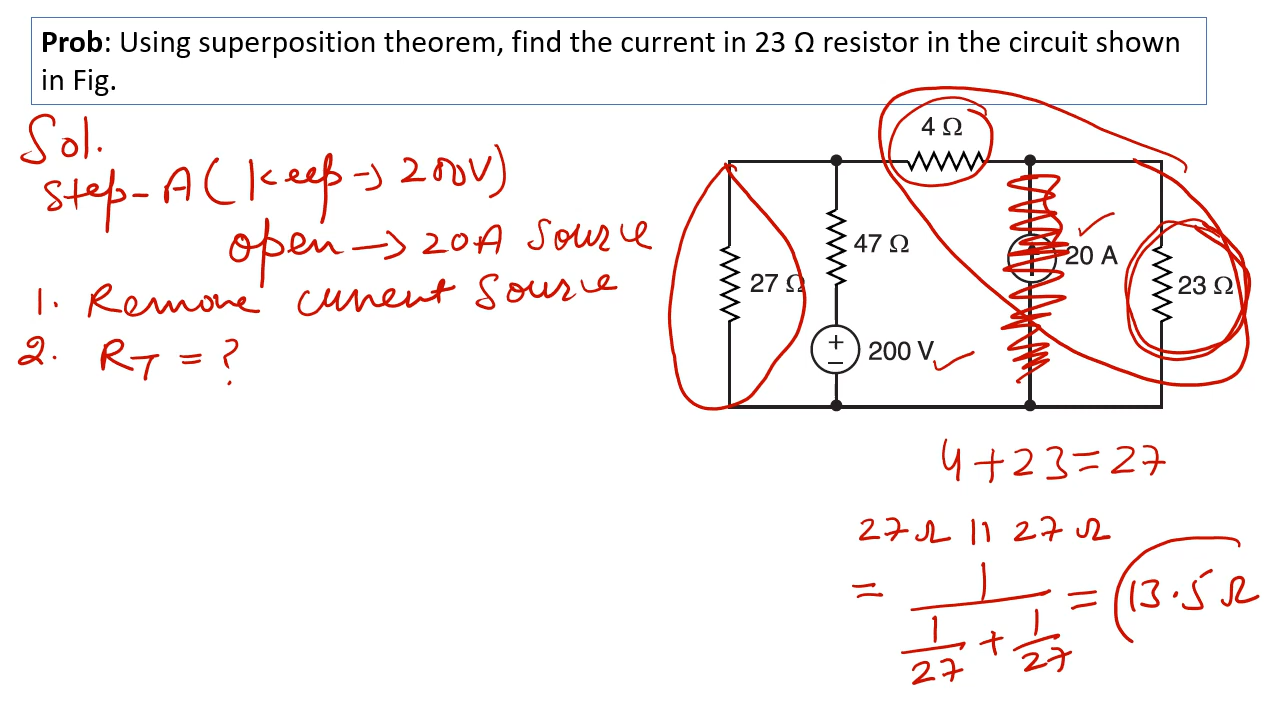 Prob: Using superposition theorem, find the current in 23 Ω resistor in the circuit shown
in Fig.
Sol.
Step-A ( Keep → 200V)
open → 20A Source
1. Remove current Source
2. R_T = ?
4 Ω
47 Ω
20 A
27 Ω
23 Ω
+
−
200 V
4+23=27
27Ω || 27Ω
= 1/(1/27 + 1/27) = 13.5Ω